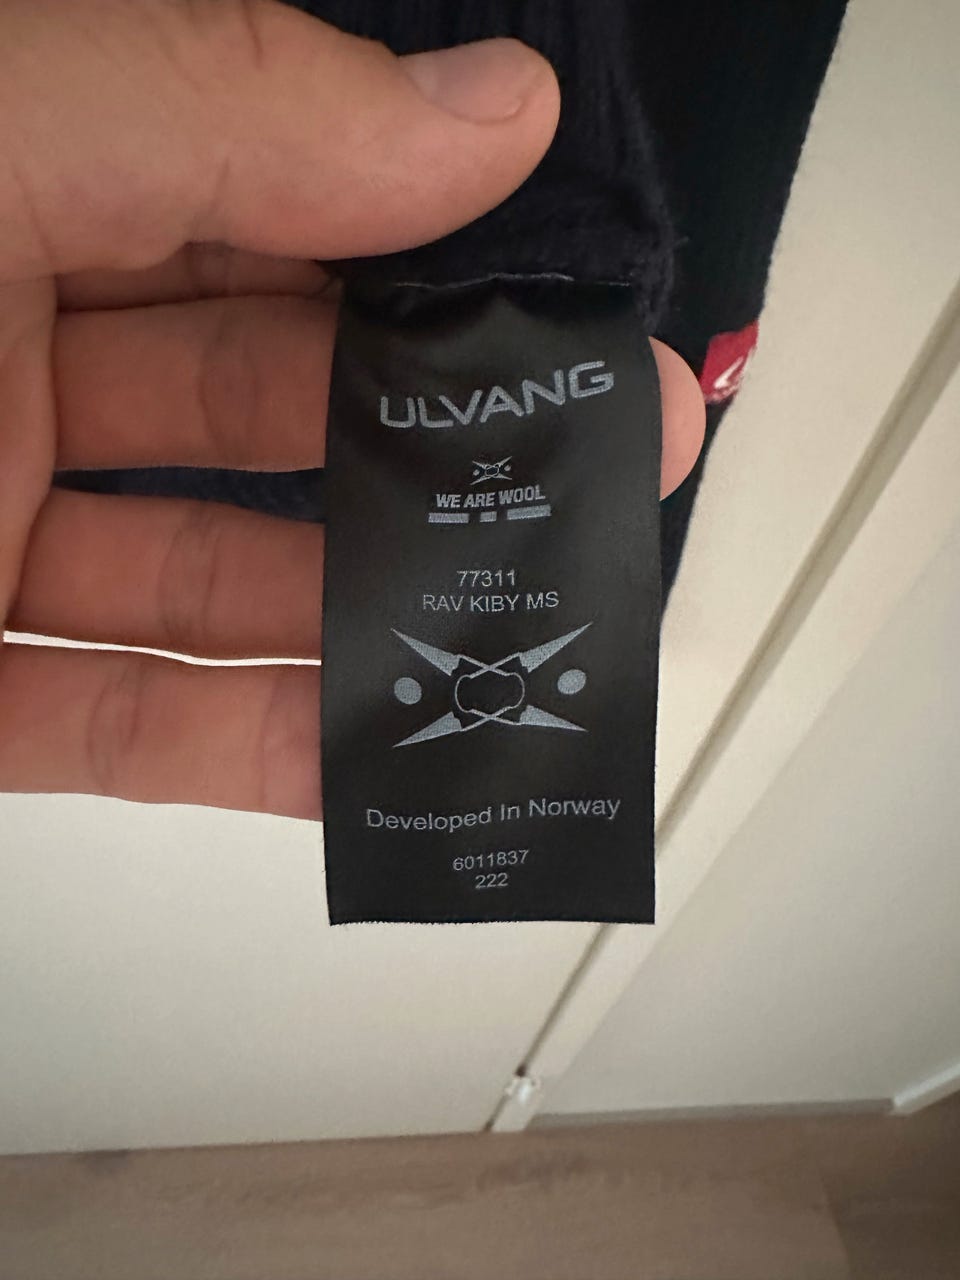 ULVANG
WE ARE WOOL
77311
RAV KIBY MS
Developed In Norway
6011837
222